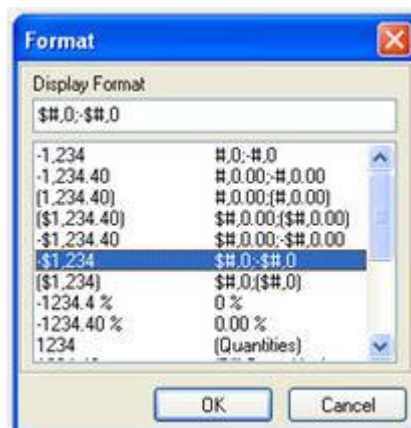 Format
Display Format
$#,0;-$#,0
-1,234 #,0;-#,0
-1,234.40 #,0.00;-#,0.00
(1,234.40) #,0.00;(#,0.00)
($1,234.40) $#,0.00;($#,0.00)
-$1,234.40 $#,0.00;-$#,0.00
-$1,234 $#,0;-$#,0
($1,234) $#,0;($#,0)
-1234.4 % 0 %
-1234.40 % 0.00 %
1234 (Quantities)
OK Cancel